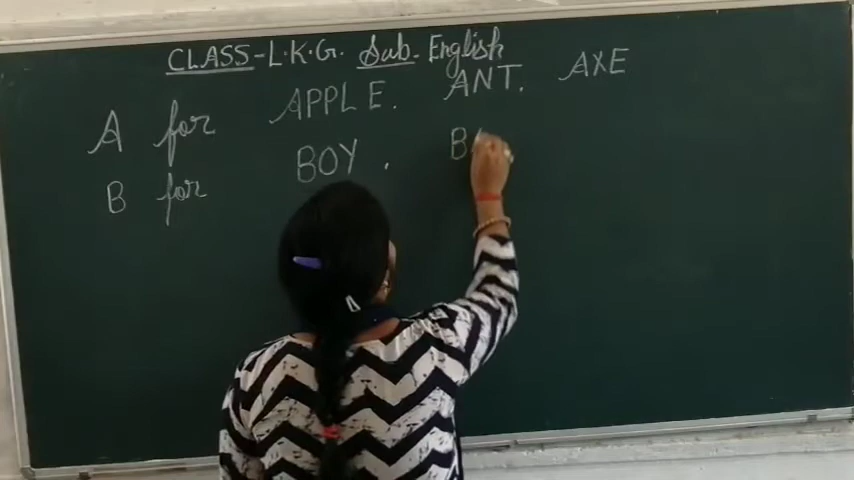 CLASS-L.K.G. Sub. English
A for APPLE. ANT. AXE
B for BOY.